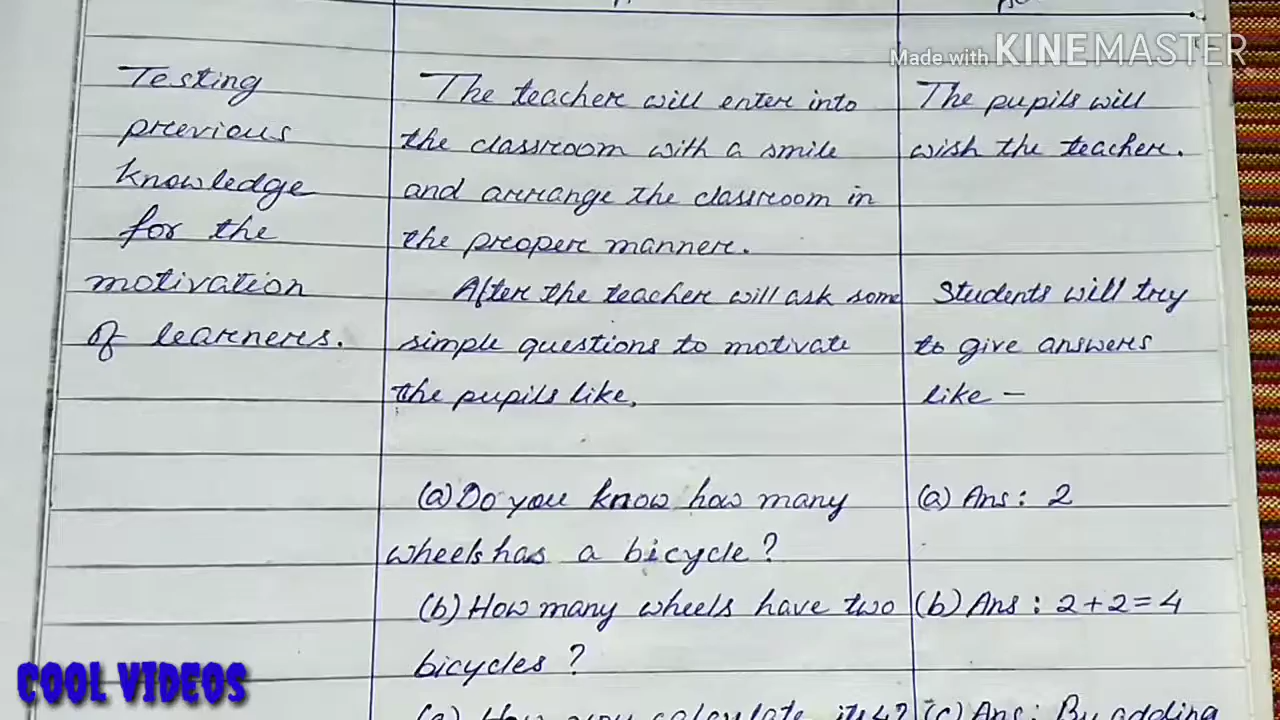 Made with KINEMASTER
Testing
previous
knowledge
for the
motivation
of learners.
The teacher will enter into
the classroom with a smile
and arrange the classroom in
the proper manner.
After the teacher will ask some
simple questions to motivate
the pupils like,
(a) Do you know how many
wheels has a bicycle?
(b) How many wheels have two
bicycles?
The pupils will
wish the teacher.
Students will try
to give answers
like —
(a) Ans: 2
(b) Ans: 2+2=4
(c) Ans: By adding
COOL VIDEOS